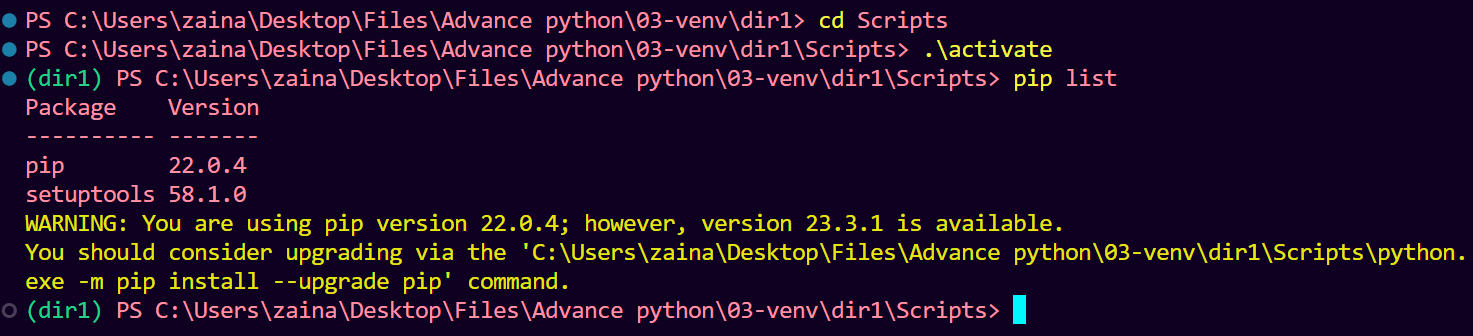 PS C:\Users\zaina\Desktop\Files\Advance python\03-venv\dir1> cd Scripts
PS C:\Users\zaina\Desktop\Files\Advance python\03-venv\dir1\Scripts> .\activate
(dir1) PS C:\Users\zaina\Desktop\Files\Advance python\03-venv\dir1\Scripts> pip list
Package    Version
---------- -------
pip        22.0.4
setuptools 58.1.0
WARNING: You are using pip version 22.0.4; however, version 23.3.1 is available.
You should consider upgrading via the 'C:\Users\zaina\Desktop\Files\Advance python\03-venv\dir1\Scripts\python.
exe -m pip install --upgrade pip' command.
(dir1) PS C:\Users\zaina\Desktop\Files\Advance python\03-venv\dir1\Scripts>